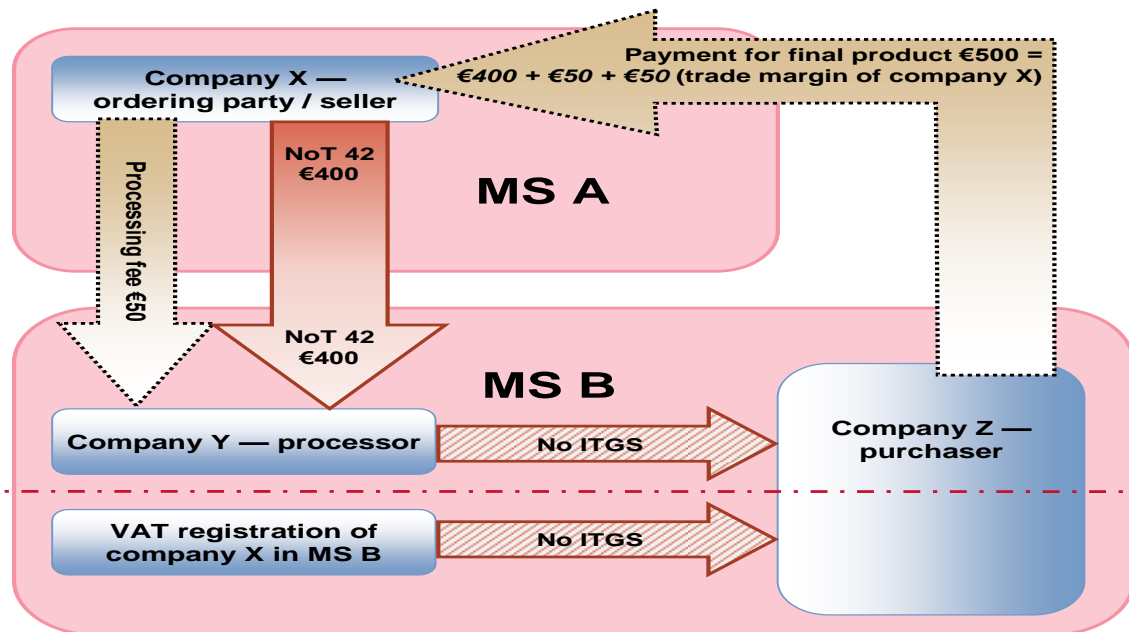 Payment for final product €500 =
€400 + €50 + €50 (trade margin of company X)
Company X —
ordering party / seller
Processing fee €50
NoT 42
€400
MS A
NoT 42
€400
MS B
Company Y — processor
No ITGS
Company Z —
purchaser
VAT registration of
company X in MS B
No ITGS